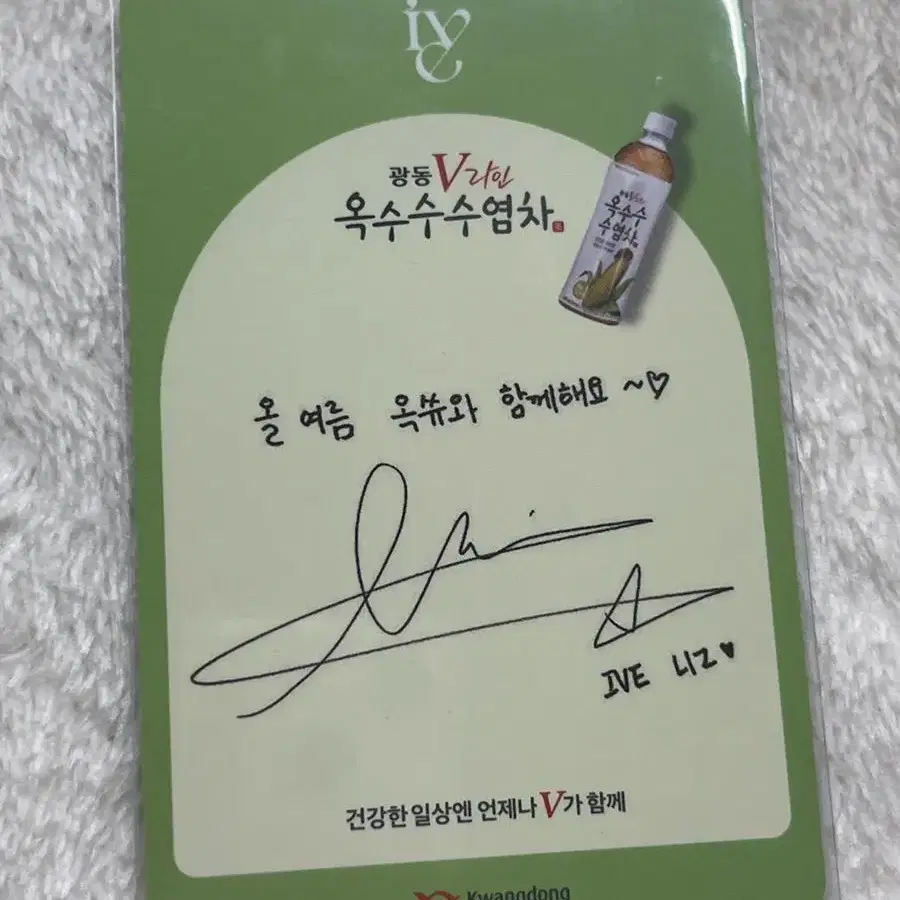 IVE
광동 V라인
옥수수수염차
옥수수
수염차
올 여름 옥쓔와 함께해요 ~♡
IVE 리즈♥
건강한 일상엔 언제나 V가 함께
Kwangdong